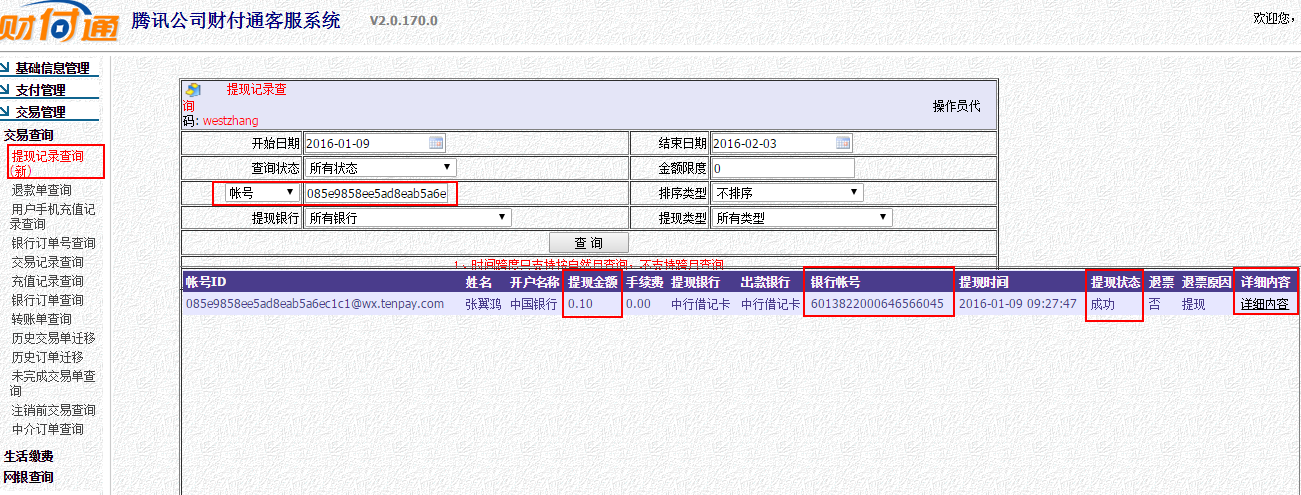 财付通 腾讯公司财付通客服系统 V2.0.170.0 欢迎您,
基础信息管理
支付管理
交易管理
交易查询
提现记录查询
(新)
退款单查询
用户手机充值记
录查询
银行订单号查询
交易记录查询
充值记录查询
银行订单查询
转账单查询
历史交易单迁移
历史订单迁移
未完成交易单查
询
注销前交易查询
中介订单查询
生活缴费
网银查询
提现记录查
询 操作员代
码: westzhang
开始日期 2016-01-09 结束日期 2016-02-03
查询状态 所有状态 金额限度 0
帐号 085e9858ee5ad8eab5a6e 排序类型 不排序
提现银行 所有银行 提现类型 所有类型
查 询
1、时间跨度只支持按自然月查询，不支持跨月查询
帐号ID 姓名 开户名称 提现金额 手续费 提现银行 出款银行 银行帐号 提现时间 提现状态 退票 退票原因 详细内容
085e9858ee5ad8eab5a6ec1c1@wx.tenpay.com 张翼鹀 中国银行 0.10 0.00 中行借记卡 中行借记卡 6013822000646566045 2016-01-09 09:27:47 成功 否 提现 详细内容